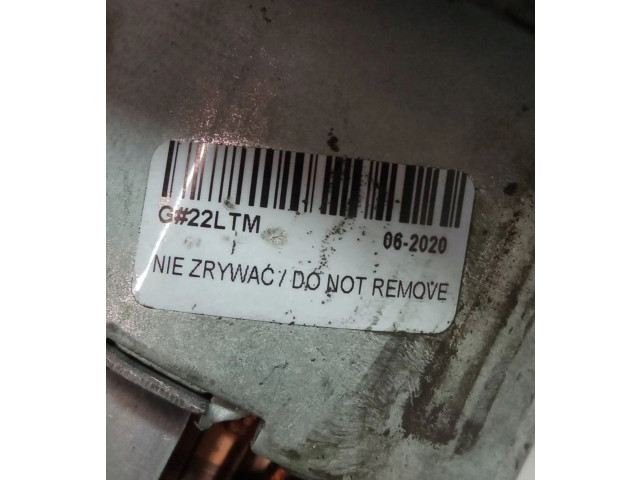 G#22LTM
06-2020
NIE ZRYWAĆ / DO NOT REMOVE